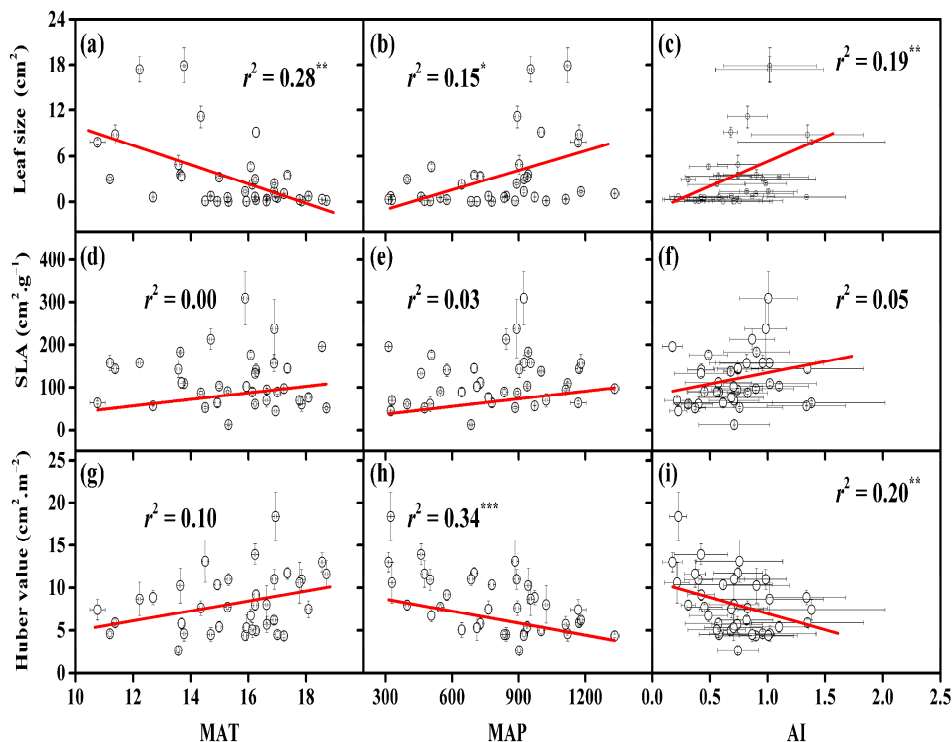 (a) r² = 0.28**
(b) r² = 0.15*
(c) r² = 0.19**
Leaf size (cm²)
24
18
12
6
0
(d) r² = 0.00
(e) r² = 0.03
(f) r² = 0.05
SLA (cm².g⁻¹)
400
300
200
100
0
(g) r² = 0.10
(h) r² = 0.34***
(i) r² = 0.20**
Huber value (cm².m⁻²)
25
20
15
10
5
0
10 12 14 16 18
300 600 900 1200
0.0 0.5 1.0 1.5 2.0 2.5
MAT
MAP
AI